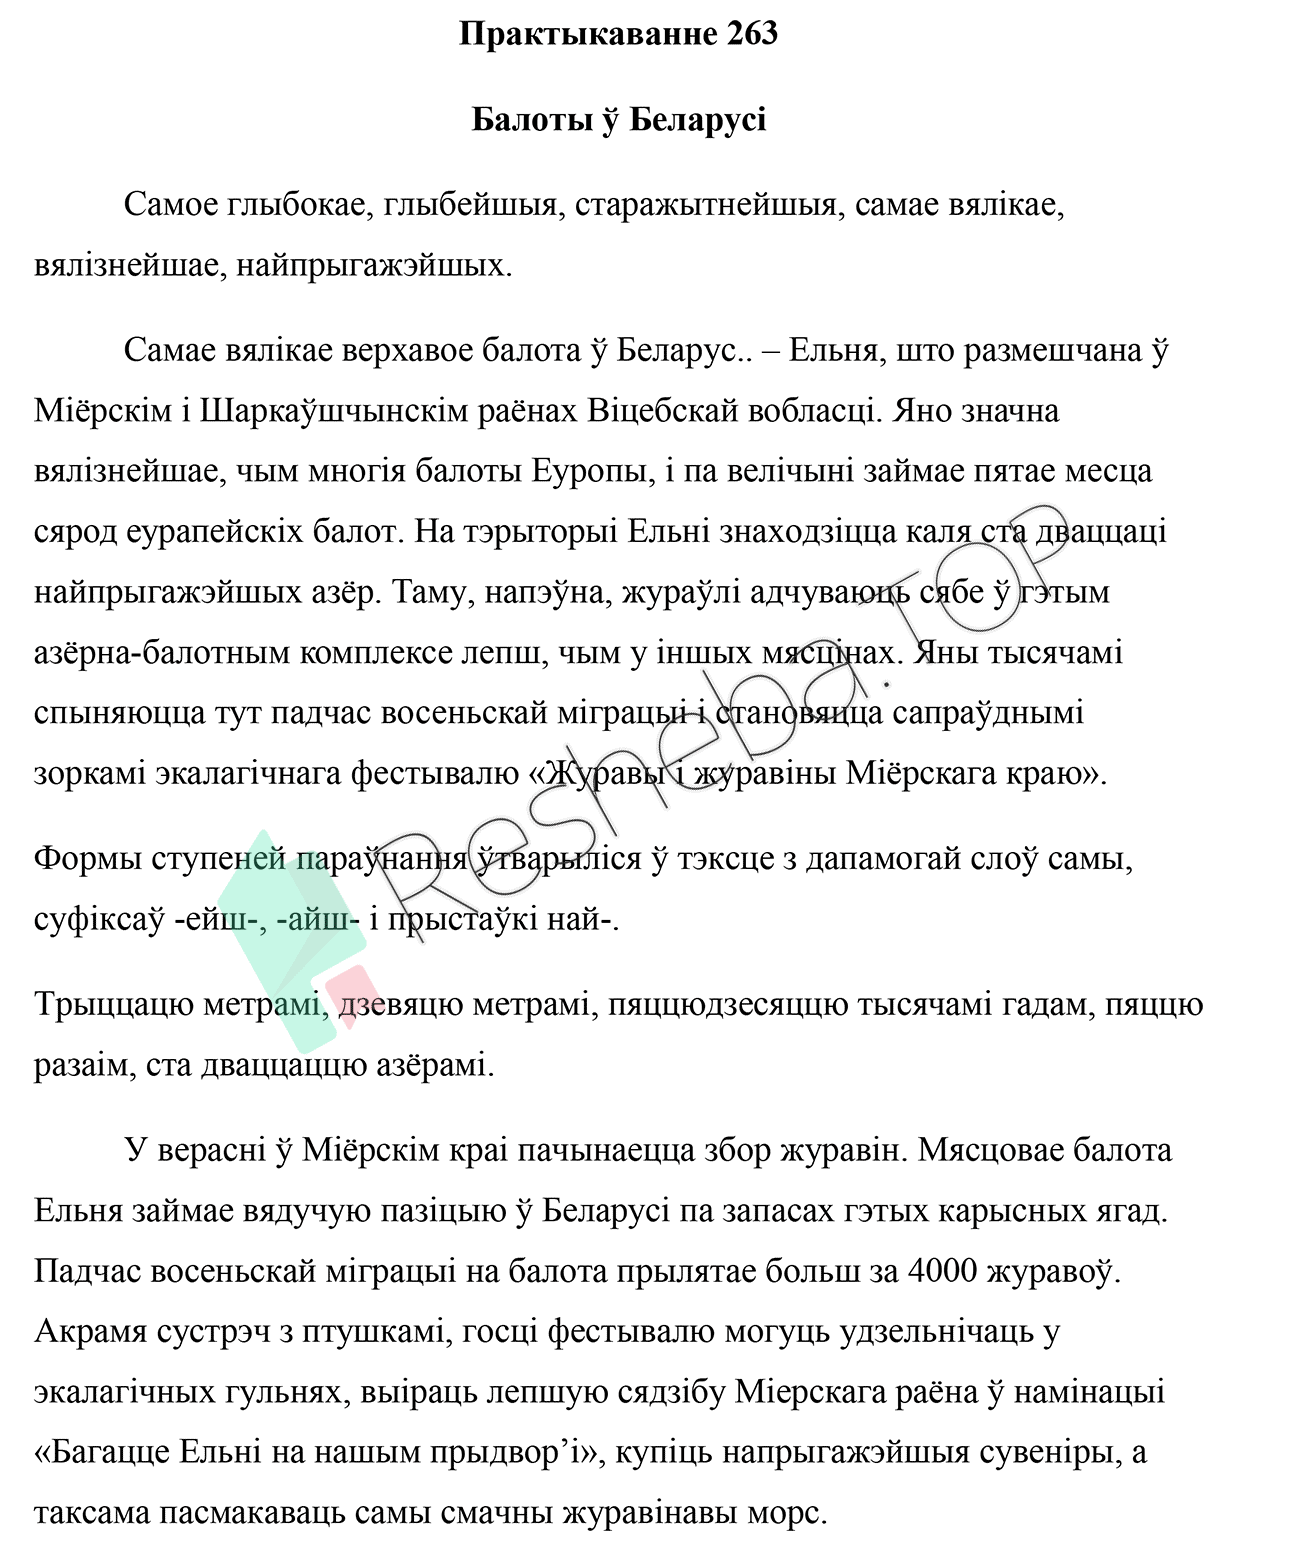 Практыкаванне 263
Балоты ў Беларусі
Самое глыбокае, глыбейшыя, старажытнейшыя, самае вялікае,
вялізнейшае, найпрыгажэйшых.
Самае вялікае верхавое балота ў Беларус.. – Ельня, што размешчана ў
Міёрскім і Шаркаўшчынскім раёнах Віцебскай вобласці. Яно значна
вялізнейшае, чым многія балоты Еуропы, і па велічыні займае пятае месца
сярод еурапейскіх балот. На тэрыторыі Ельні знаходзіцца каля ста дваццаці
найпрыгажэйшых азёр. Таму, напэўна, жураўлі адчуваюць сябе ў гэтым
азёрна-балотным комплексе лепш, чым у іншых мясцінах. Яны тысячамі
спыняюцца тут падчас восеньскай міграцыі і становяцца сапраўднымі
зоркамі экалагічнага фестывалю «Журавы і журавіны Міёрскага краю».
Формы ступеней параўнання ўтварыліся ў тэксце з дапамогай слоў самы,
суфіксаў -ейш-, -айш- і прыстаўкі най-.
Трыццацю метрамі, дзевяцю метрамі, пяццюдзесяццю тысячамі гадам, пяццю
разаім, ста дваццаццю азёрамі.
У верасні ў Міёрскім краі пачынаецца збор журавін. Мясцовае балота
Ельня займае вядучую пазіцыю ў Беларусі па запасах гэтых карысных ягад.
Падчас восеньскай міграцыі на балота прылятае больш за 4000 журавоў.
Акрамя сустрэч з птушкамі, госці фестывалю могуць удзельнічаць у
экалагічных гульнях, выіраць лепшую сядзібу Міерскага раёна ў намінацыі
«Багацце Ельні на нашым прыдвор’і», купіць напрыгажэйшыя сувеніры, а
таксама пасмакаваць самы смачны журавінавы морс.
Resheba.TOP